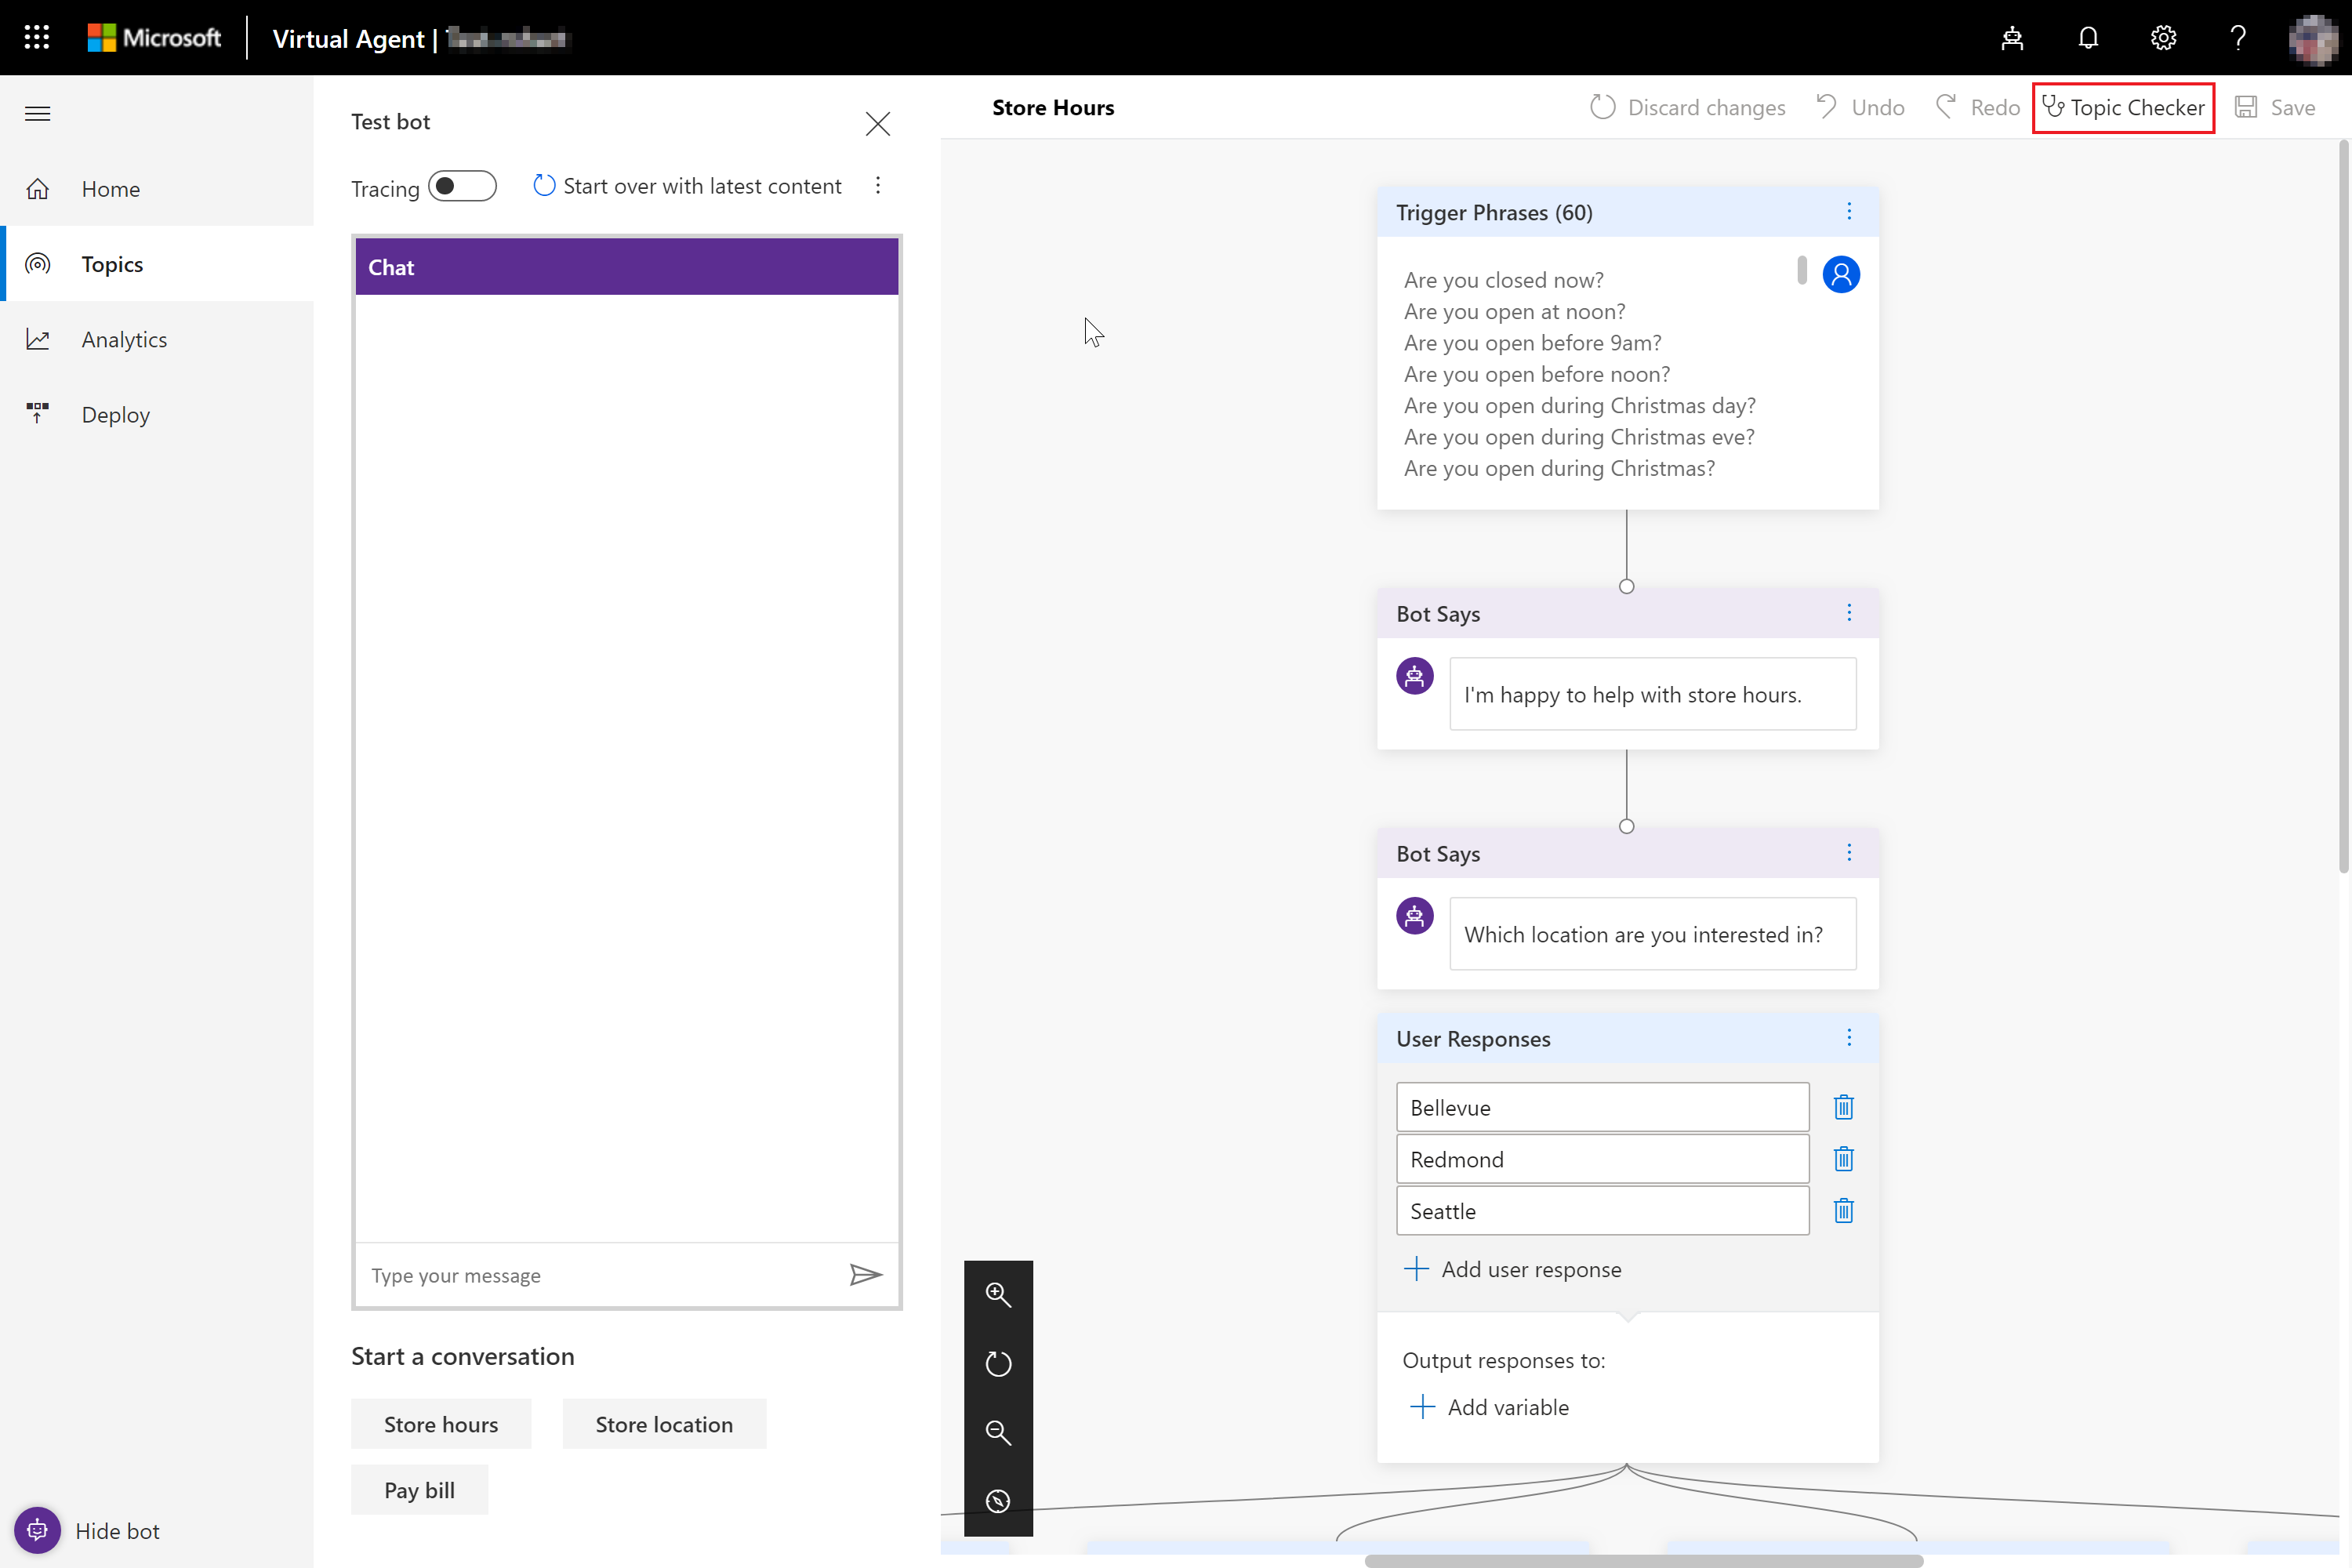 Microsoft
Virtual Agent |
Home
Topics
Analytics
Deploy
Hide bot
Test bot
Tracing
Start over with latest content
Chat
Type your message
Start a conversation
Store hours
Store location
Pay bill
Store Hours
Discard changes
Undo
Redo
Topic Checker
Save
Trigger Phrases (60)
Are you closed now?
Are you open at noon?
Are you open before 9am?
Are you open before noon?
Are you open during Christmas day?
Are you open during Christmas eve?
Are you open during Christmas?
Bot Says
I'm happy to help with store hours.
Bot Says
Which location are you interested in?
User Responses
Bellevue
Redmond
Seattle
Add user response
Output responses to:
Add variable